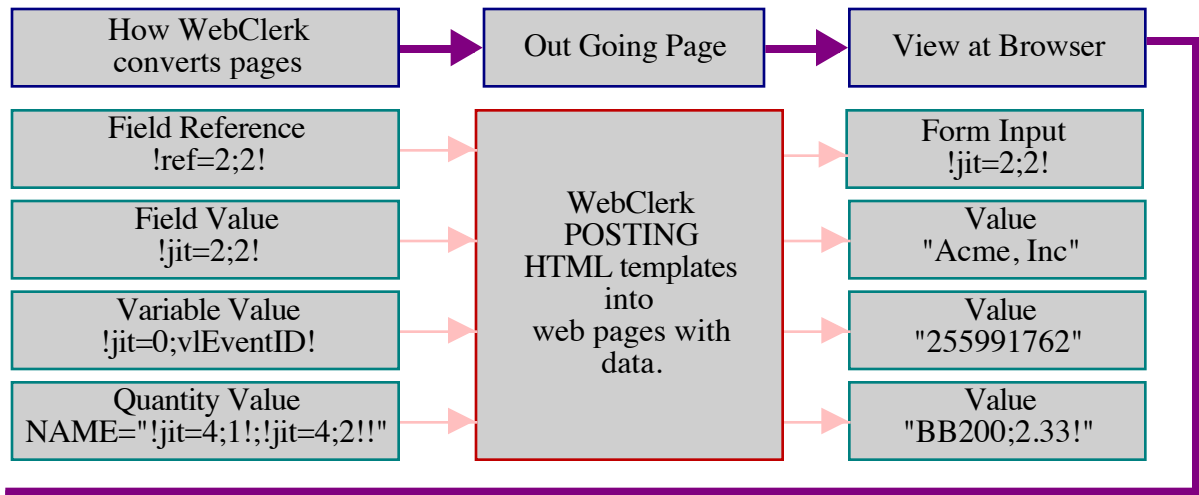 How WebClerk
converts pages
Out Going Page
View at Browser
Field Reference
!ref=2;2!
Form Input
!jit=2;2!
Field Value
!jit=2;2!
WebClerk
POSTING
HTML templates
into
web pages with
data.
Value
"Acme, Inc"
Variable Value
!jit=0;vlEventID!
Value
"255991762"
Quantity Value
NAME="!jit=4;1!;!jit=4;2!!"
Value
"BB200;2.33!"